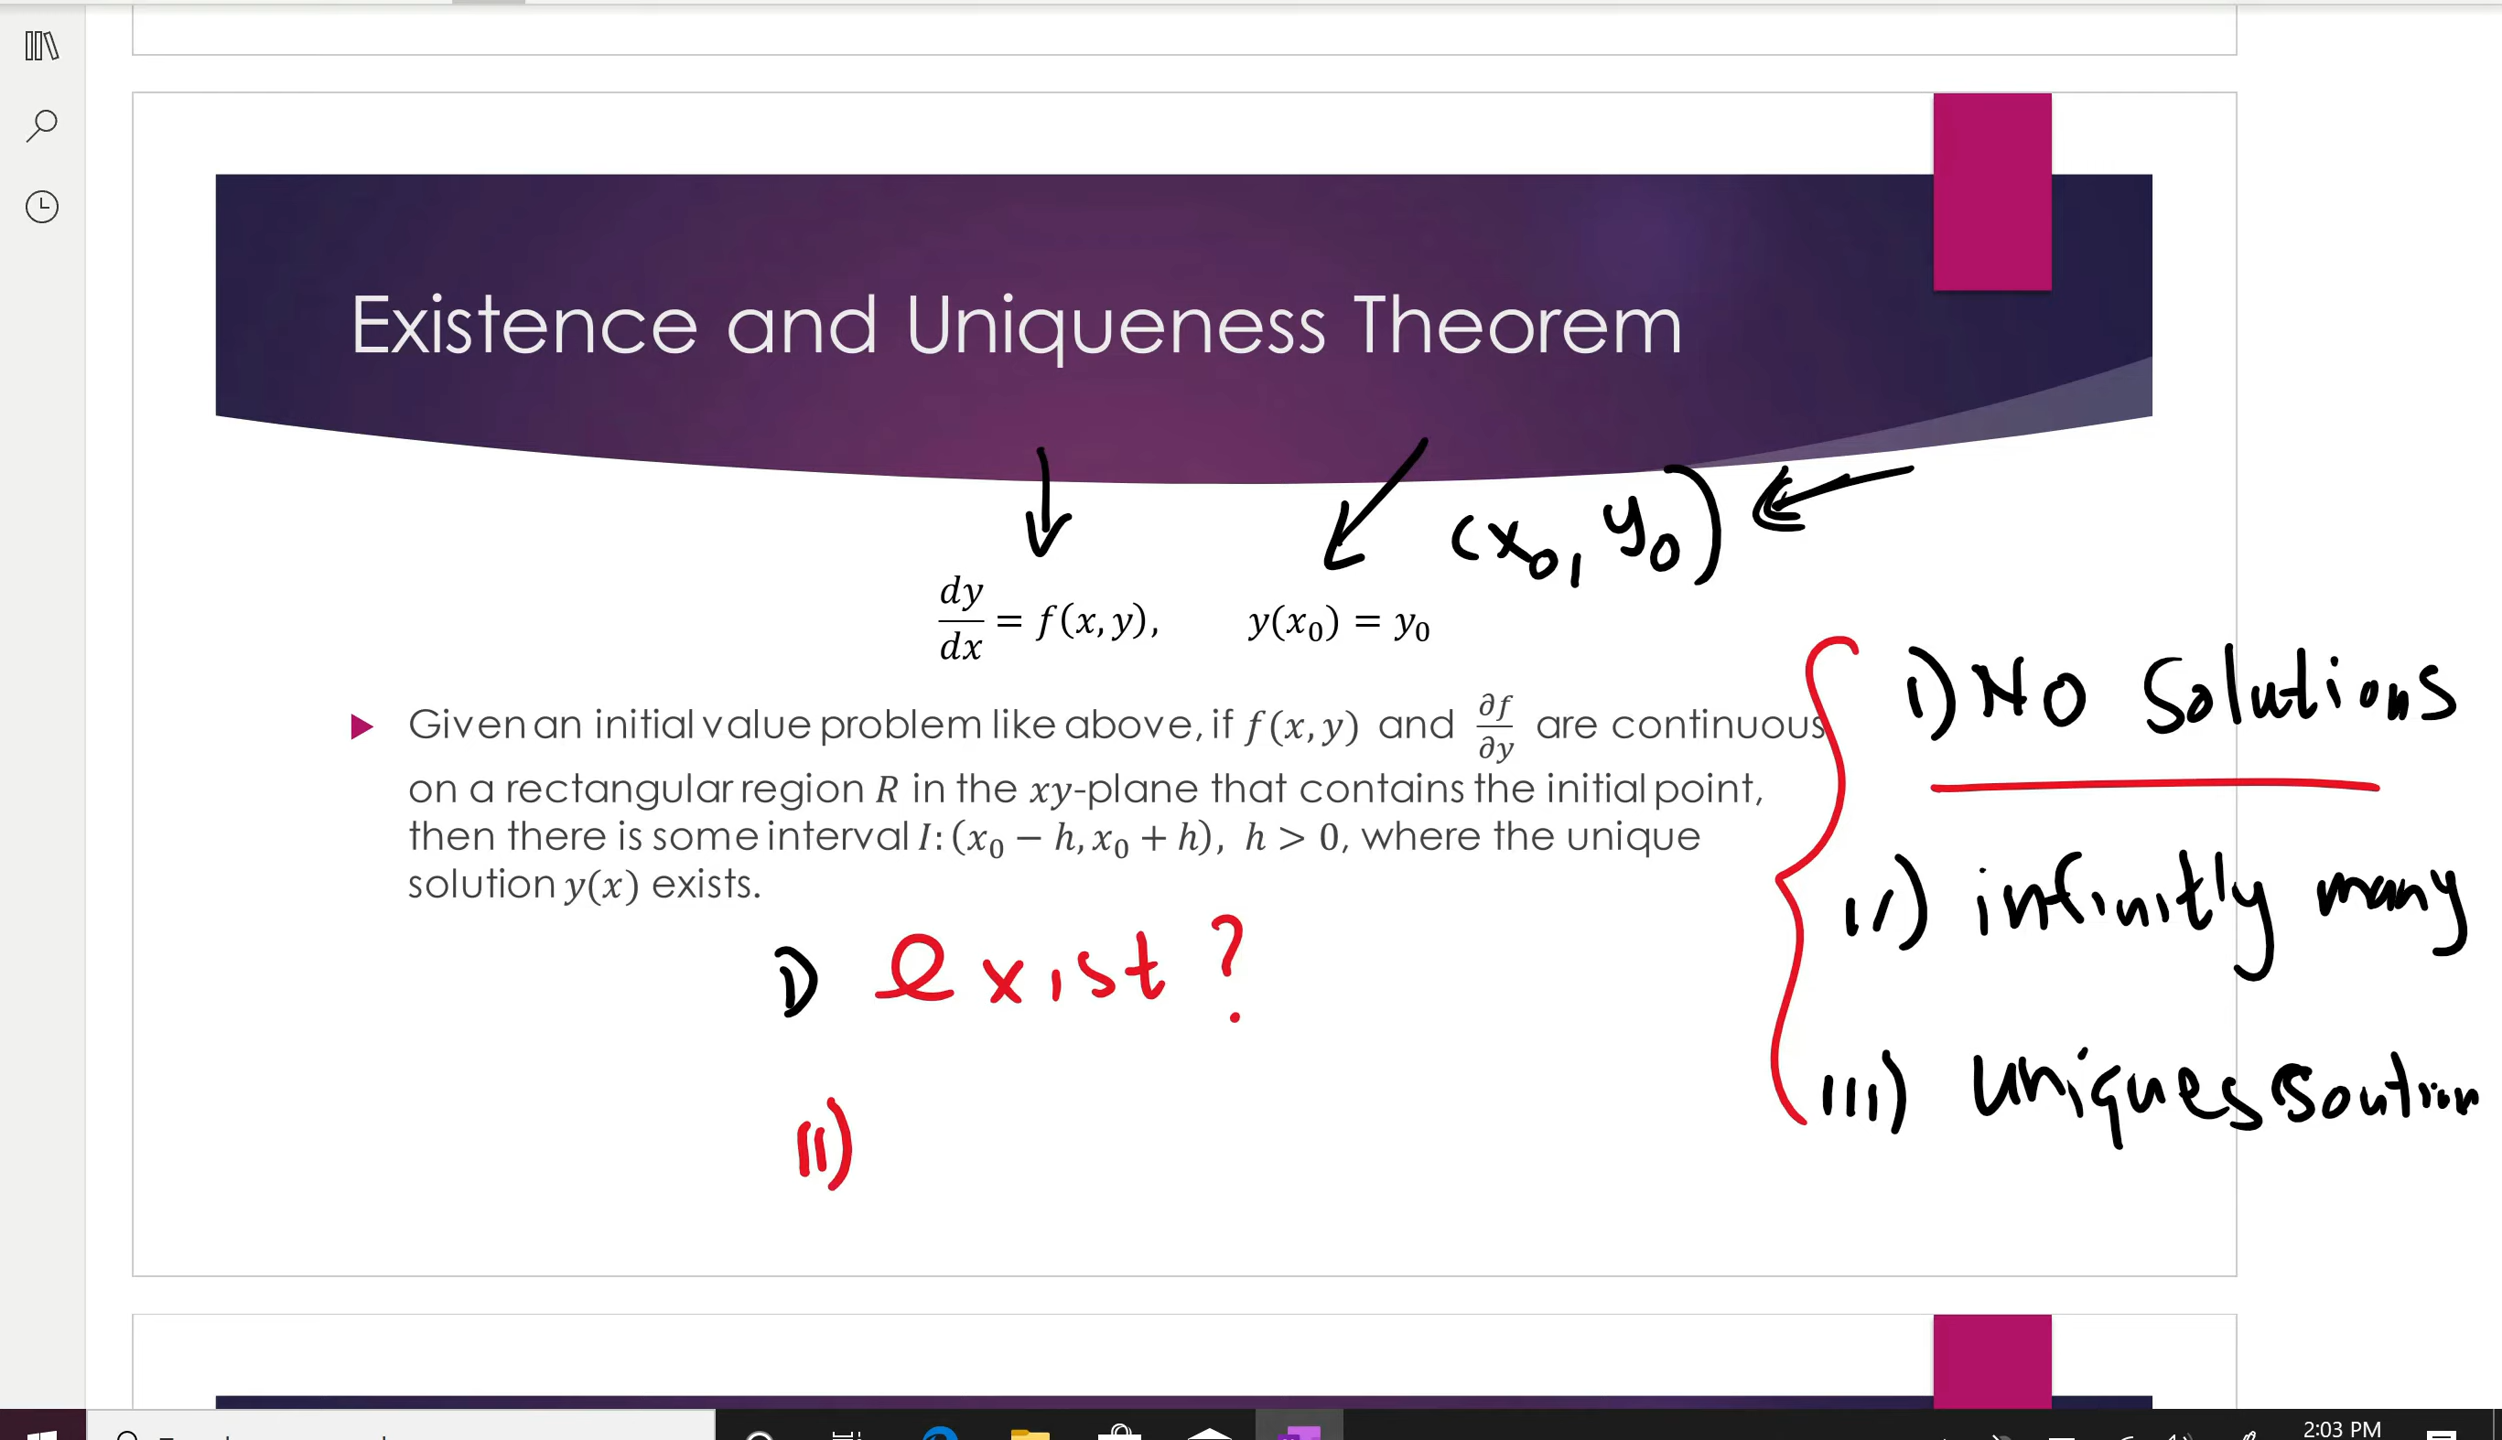 Existence and Uniqueness Theorem
(x₀, y₀)
dy/dx = f(x, y),    y(x₀) = y₀
Given an initial value problem like above, if f(x, y) and ∂f/∂y are continuous
on a rectangular region R in the xy-plane that contains the initial point,
then there is some interval I: (x₀ − h, x₀ + h), h > 0, where the unique
solution y(x) exists.
i) No Solutions
ii) infinitly many
iii) Uniques soution
I) exist?
II)
2:03 PM